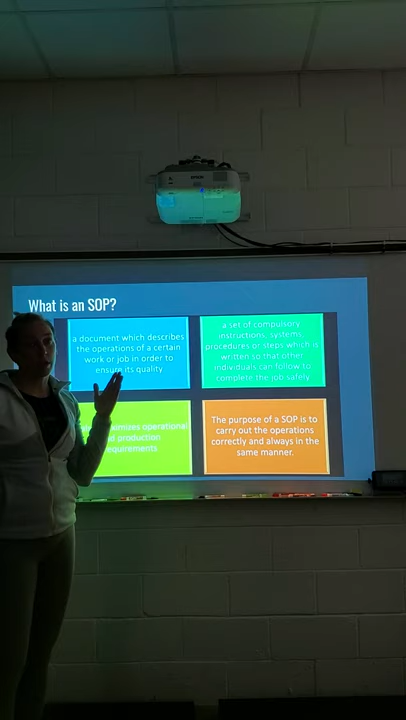 EPSON
What is an SOP?
a document which describes
the operations of a certain
work or job in order to
ensure its quality
a set of compulsory
instructions, systems,
procedures or steps which is
written so that other
individuals can follow to
complete the job safely
operational
production
requirements
The purpose of a SOP is to
carry out the operations
correctly and always in the
same manner.